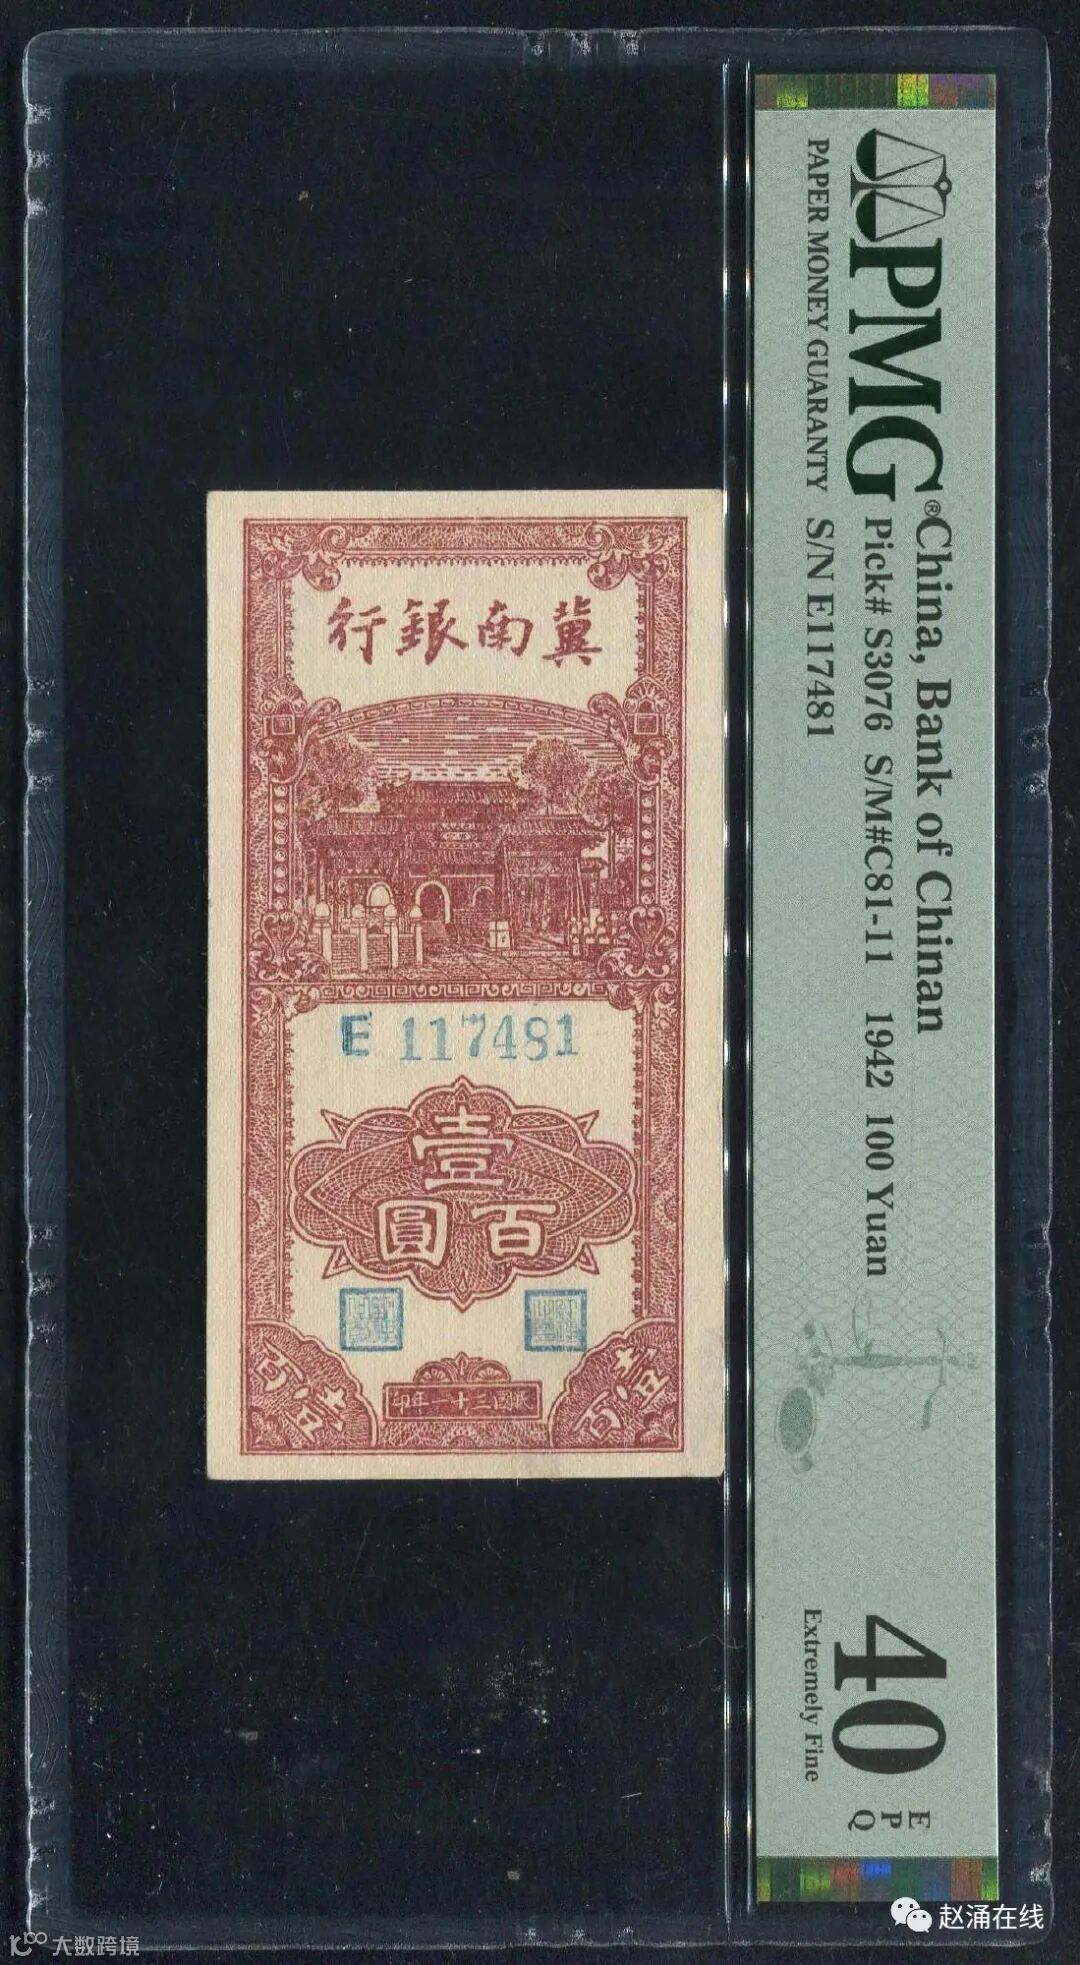 冀南銀行
E 117481
壹
百圓
壹百
壹百
民國三十一年印
PMG®
PAPER MONEY GUARANTY
China, Bank of Chinan
Pick# S3076 S/M#C81-11 1942 100 Yuan
S/N E117481
40
Extremely Fine
EPQ
赵涌在线
大数跨境